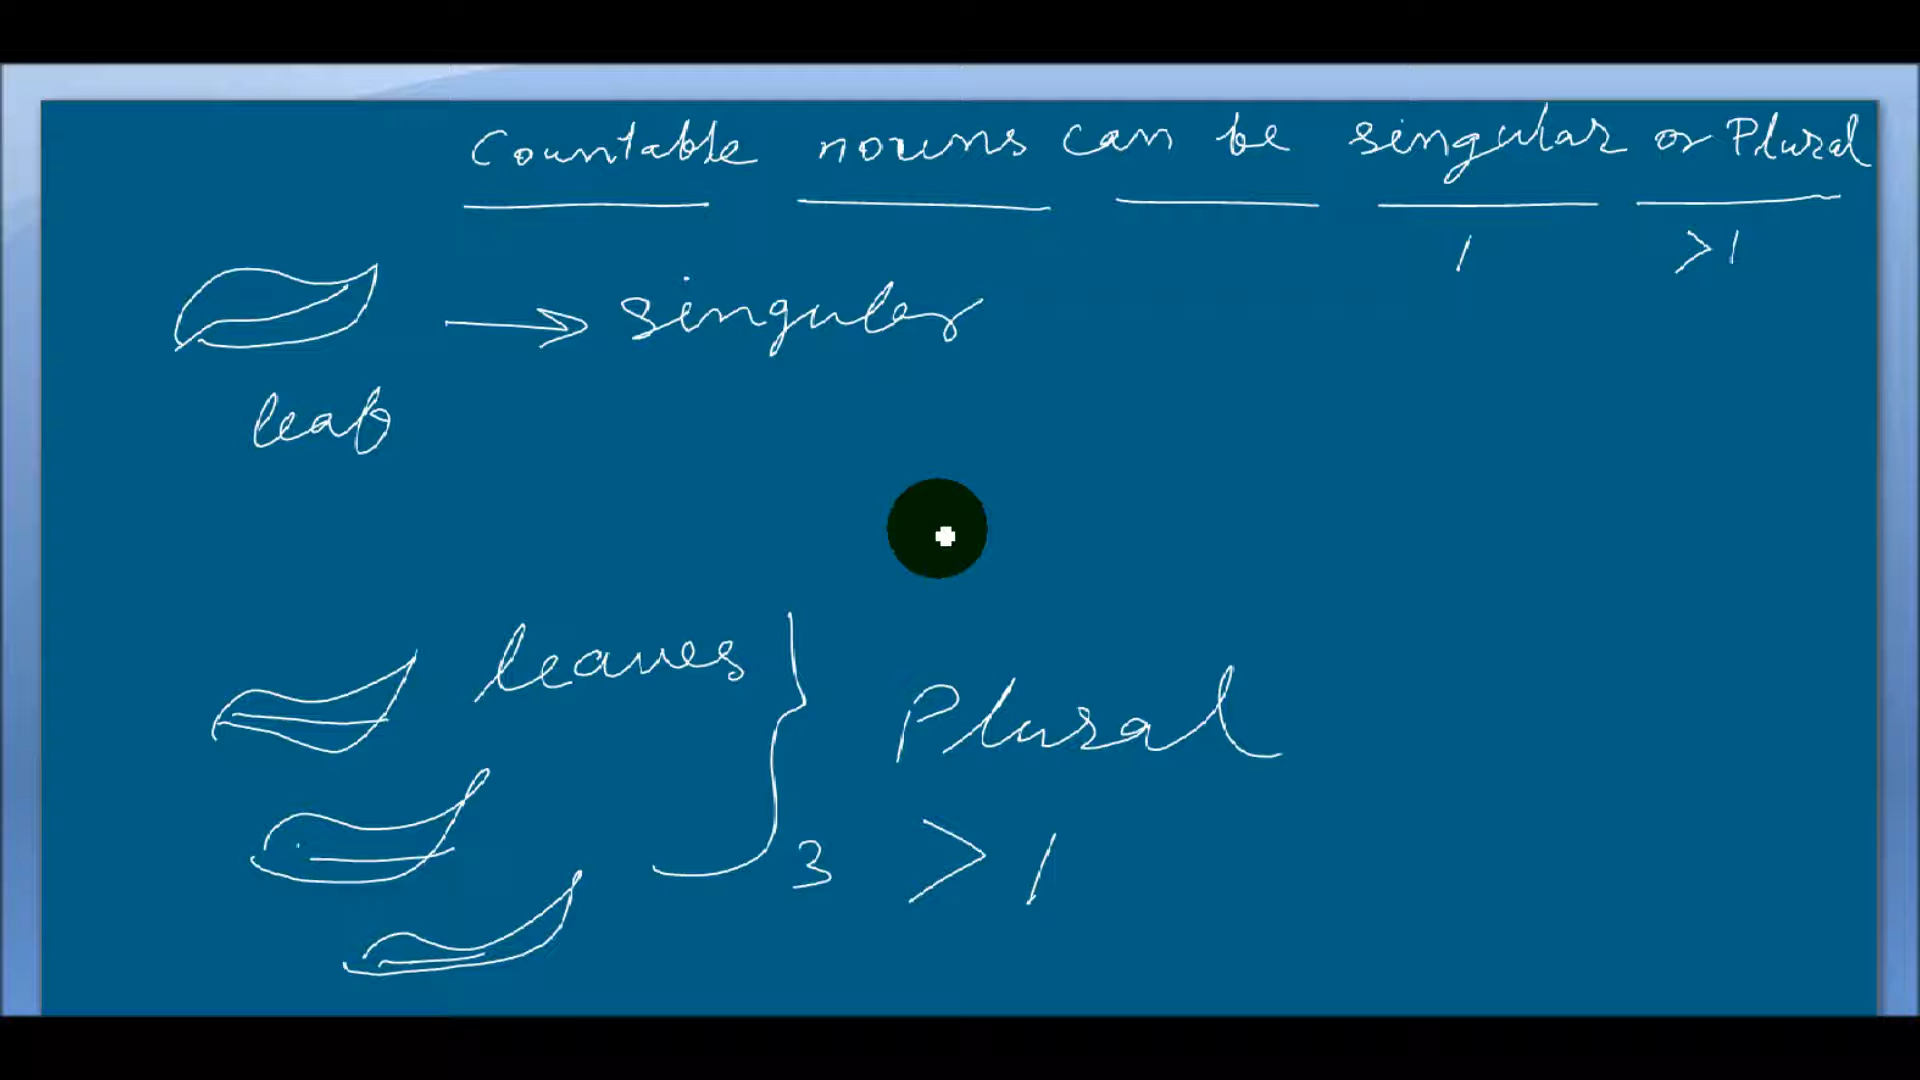 Countable nouns can be singular or Plural
1 >1
→ singular
leaf
leaves
Plural
3 > 1